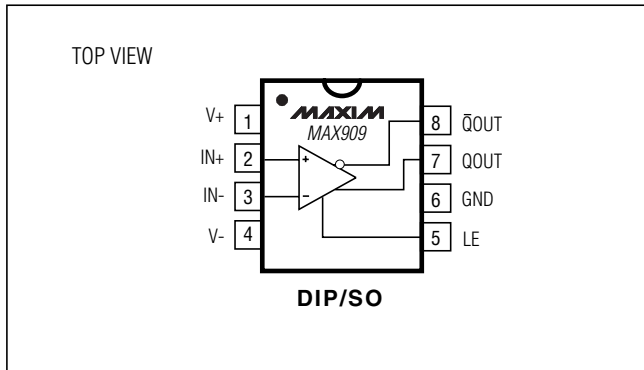 TOP VIEW
MAXIM
MAX909
V+ 1
IN+ 2
IN- 3
V- 4
8 Q̅OUT
7 QOUT
6 GND
5 LE
+
−
DIP/SO